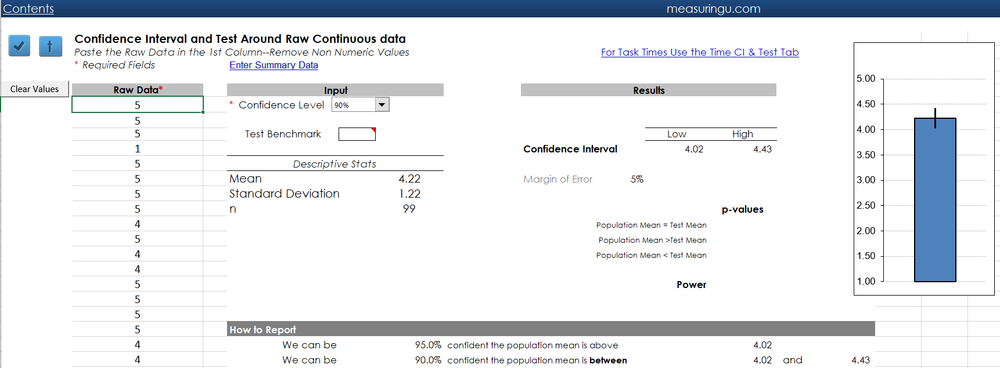 Contents measuringu.com
Confidence Interval and Test Around Raw Continuous data
Paste the Raw Data in the 1st Column--Remove Non Numeric Values
* Required Fields Enter Summary Data
For Task Times Use the Time CI & Test Tab
Clear Values
Raw Data*
5
5
5
1
5
5
5
5
4
5
4
4
5
5
5
5
4
4
Input
* Confidence Level 90%
Test Benchmark
Descriptive Stats
Mean 4.22
Standard Deviation 1.22
n 99
Results
Low High
Confidence Interval 4.02 4.43
Margin of Error 5%
p-values
Population Mean = Test Mean
Population Mean >Test Mean
Population Mean < Test Mean
Power
5.00
4.50
4.00
3.50
3.00
2.50
2.00
1.50
1.00
How to Report
We can be 95.0% confident the population mean is above 4.02
We can be 90.0% confident the population mean is between 4.02 and 4.43